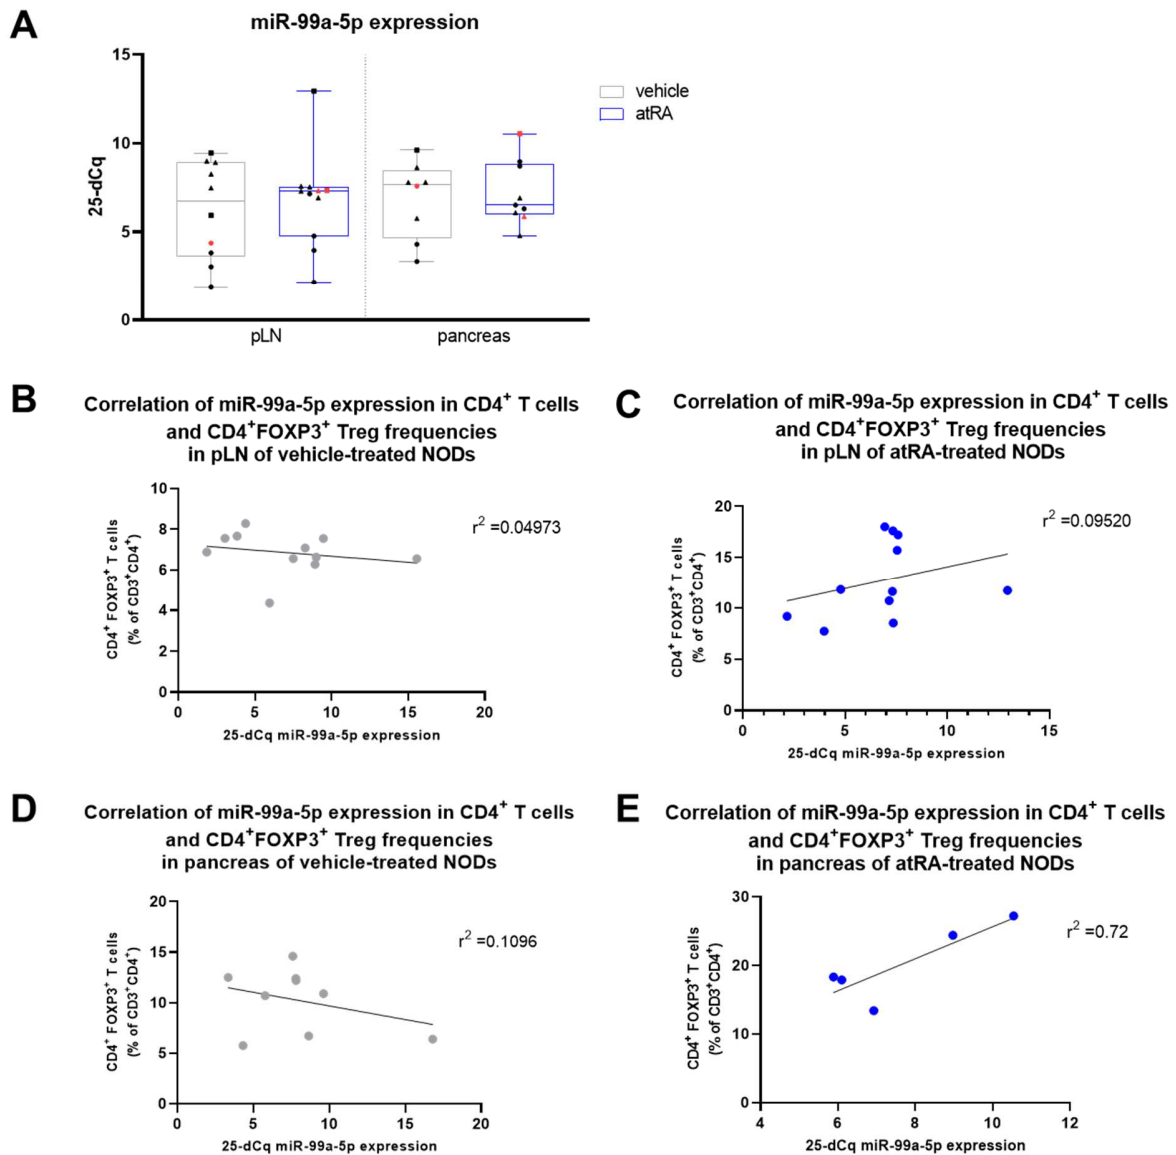 A
miR-99a-5p expression
15
10
5
0
25-dCq
pLN
pancreas
vehicle
atRA
B
Correlation of miR-99a-5p expression in CD4⁺ T cells
and CD4⁺FOXP3⁺ Treg frequencies
in pLN of vehicle-treated NODs
10
8
6
4
2
0
CD4⁺ FOXP3⁺ T cells
(% of CD3⁺CD4⁺)
r² =0.04973
0 5 10 15 20
25-dCq miR-99a-5p expression
C
Correlation of miR-99a-5p expression in CD4⁺ T cells
and CD4⁺FOXP3⁺ Treg frequencies
in pLN of atRA-treated NODs
20
15
10
5
0
CD4⁺ FOXP3⁺ T cells
(% of CD3⁺CD4⁺)
r² =0.09520
0 5 10 15
25-dCq miR-99a-5p expression
D
Correlation of miR-99a-5p expression in CD4⁺ T cells
and CD4⁺FOXP3⁺ Treg frequencies
in pancreas of vehicle-treated NODs
20
15
10
5
0
CD4⁺ FOXP3⁺ T cells
(% of CD3⁺CD4⁺)
r² =0.1096
0 5 10 15 20
25-dCq miR-99a-5p expression
E
Correlation of miR-99a-5p expression in CD4⁺ T cells
and CD4⁺FOXP3⁺ Treg frequencies
in pancreas of atRA-treated NODs
30
20
10
0
CD4⁺ FOXP3⁺ T cells
(% of CD3⁺CD4⁺)
r² =0.72
4 6 8 10 12
25-dCq miR-99a-5p expression